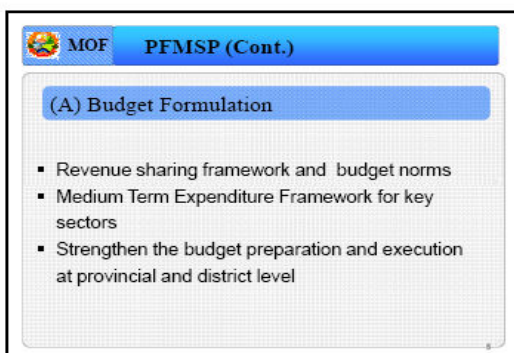 MOF PFMSP (Cont.)
(A) Budget Formulation
▪ Revenue sharing framework and budget norms
▪ Medium Term Expenditure Framework for key
sectors
▪ Strengthen the budget preparation and execution
at provincial and district level